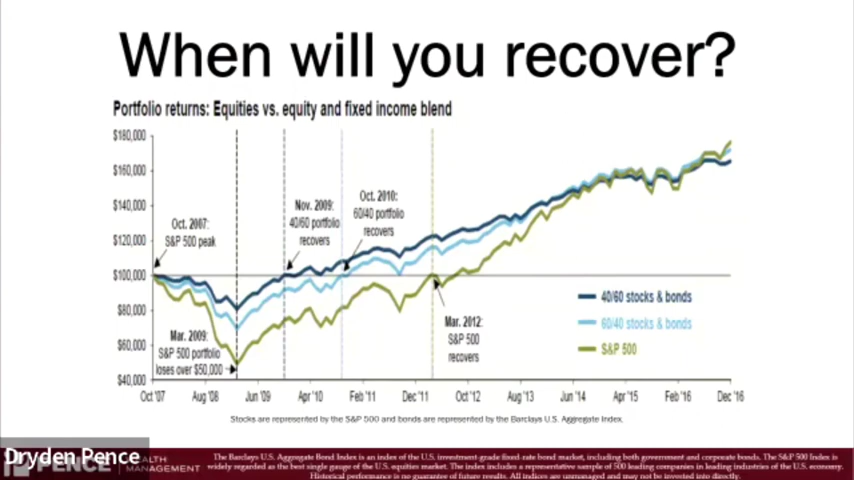 When will you recover?
Portfolio returns: Equities vs. equity and fixed income blend
$180,000
$160,000
$140,000
$120,000
$100,000
$80,000
$60,000
$40,000
Oct. 2007:
S&P 500 peak
Nov. 2009:
40/60 portfolio
recovers
Oct. 2010:
60/40 portfolio
recovers
Mar. 2009:
S&P 500 portfolio
loses over $50,000
Mar. 2012:
S&P 500
recovers
40/60 stocks & bonds
60/40 stocks & bonds
S&P 500
Oct '07 Aug '08 Jun '09 Apr '10 Feb '11 Dec '11 Oct '12 Aug '13 Jun '14 Apr '15 Feb '16 Dec '16
Stocks are represented by the S&P 500 and bonds are represented by the Barclays U.S. Aggregate Index.
Dryden Pence
PENCE
MANAGEMENT
The Barclays U.S. Aggregate Bond Index is an index of the U.S. investment-grade fixed-rate bond market, including both government and corporate bonds. The S&P 500 Index is
widely regarded as the best single gauge of the U.S. equities market. The index includes a representative sample of 500 leading companies in leading industries of the U.S. economy.
Historical performance is no guarantee of future results. All indices are unmanaged and may not be invested into directly.